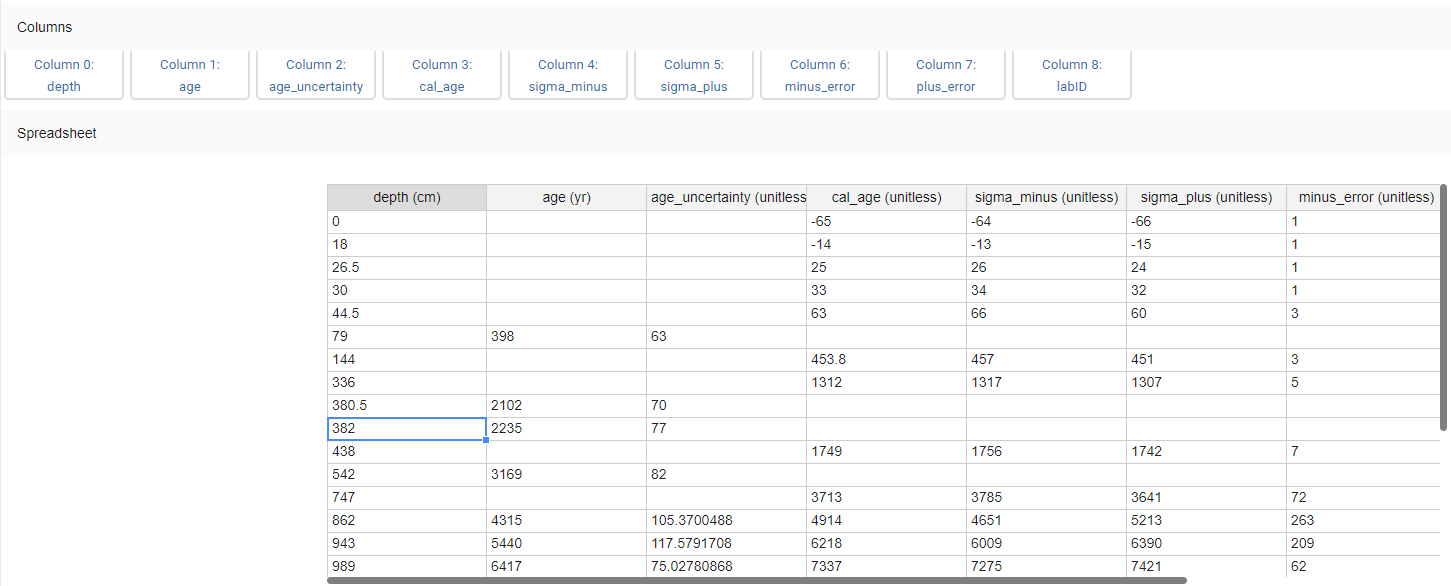 Columns
Column 0: Column 1: Column 2: Column 3: Column 4: Column 5: Column 6: Column 7: Column 8:
depth age age_uncertainty cal_age sigma_minus sigma_plus minus_error plus_error labID
Spreadsheet
depth (cm) age (yr) age_uncertainty (unitless cal_age (unitless) sigma_minus (unitless) sigma_plus (unitless) minus_error (unitless)
0 -65 -64 -66 1
18 -14 -13 -15 1
26.5 25 26 24 1
30 33 34 32 1
44.5 63 66 60 3
79 398 63
144 453.8 457 451 3
336 1312 1317 1307 5
380.5 2102 70
382 2235 77
438 1749 1756 1742 7
542 3169 82
747 3713 3785 3641 72
862 4315 105.3700488 4914 4651 5213 263
943 5440 117.5791708 6218 6009 6390 209
989 6417 75.02780868 7337 7275 7421 62